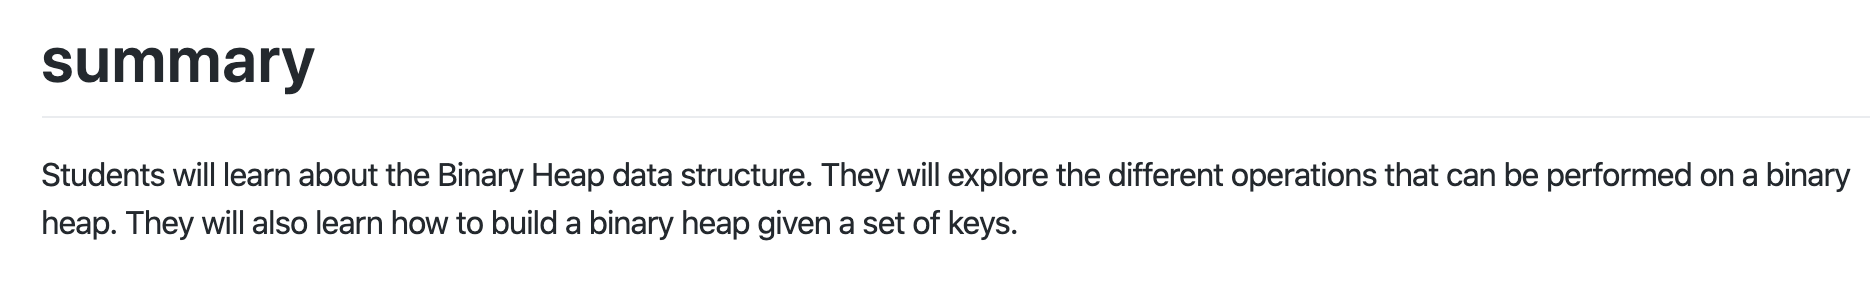 summary
Students will learn about the Binary Heap data structure. They will explore the different operations that can be performed on a binary
heap. They will also learn how to build a binary heap given a set of keys.